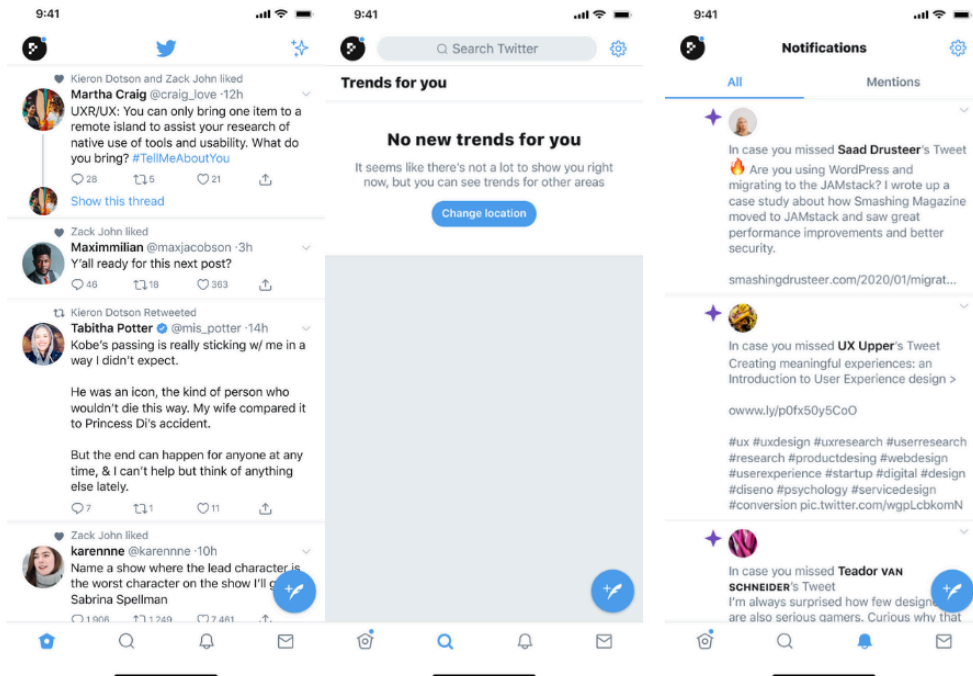 9:41
Kieron Dotson and Zack John liked
Martha Craig @craig_love ·12h
UXR/UX: You can only bring one item to a
remote island to assist your research of
native use of tools and usability. What do
you bring? #TellMeAboutYou
28 5 21
Show this thread
Zack John liked
Maximmilian @maxjacobson ·3h
Y'all ready for this next post?
46 18 363
Kieron Dotson Retweeted
Tabitha Potter @mis_potter ·14h
Kobe's passing is really sticking w/ me in a
way I didn't expect.
He was an icon, the kind of person who
wouldn't die this way. My wife compared it
to Princess Di's accident.
But the end can happen for anyone at any
time, & I can't help but think of anything
else lately.
7 1 11
Zack John liked
karennne @karennne ·10h
Name a show where the lead character is
the worst character on the show I'll g
Sabrina Spellman
1,906 1,249 7,461
9:41
Search Twitter
Trends for you
No new trends for you
It seems like there's not a lot to show you right
now, but you can see trends for other areas
Change location
9:41
Notifications
All Mentions
In case you missed Saad Drusteer's Tweet
🔥 Are you using WordPress and
migrating to the JAMstack? I wrote up a
case study about how Smashing Magazine
moved to JAMstack and saw great
performance improvements and better
security.
smashingdrusteer.com/2020/01/migrat...
In case you missed UX Upper's Tweet
Creating meaningful experiences: an
Introduction to User Experience design >
owww.ly/p0fx50y5CoO
#ux #uxdesign #uxresearch #userresearch
#research #productdesing #webdesign
#userexperience #startup #digital #design
#diseno #psychology #servicedesign
#conversion pic.twitter.com/wgpLcbkomN
In case you missed Teador VAN
SCHNEIDER's Tweet
I'm always surprised how few designe
are also serious gamers. Curious why that